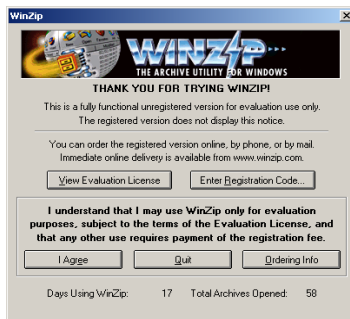 WinZip
WINZIP
THE ARCHIVE UTILITY FOR WINDOWS
THANK YOU FOR TRYING WINZIP!
This is a fully functional unregistered version for evaluation use only.
The registered version does not display this notice.
You can order the registered version online, by phone, or by mail.
Immediate online delivery is available from www.winzip.com.
View Evaluation License
Enter Registration Code...
I understand that I may use WinZip only for evaluation
purposes, subject to the terms of the Evaluation License, and
that any other use requires payment of the registration fee.
I Agree
Quit
Ordering Info
Days Using WinZip: 17 Total Archives Opened: 58